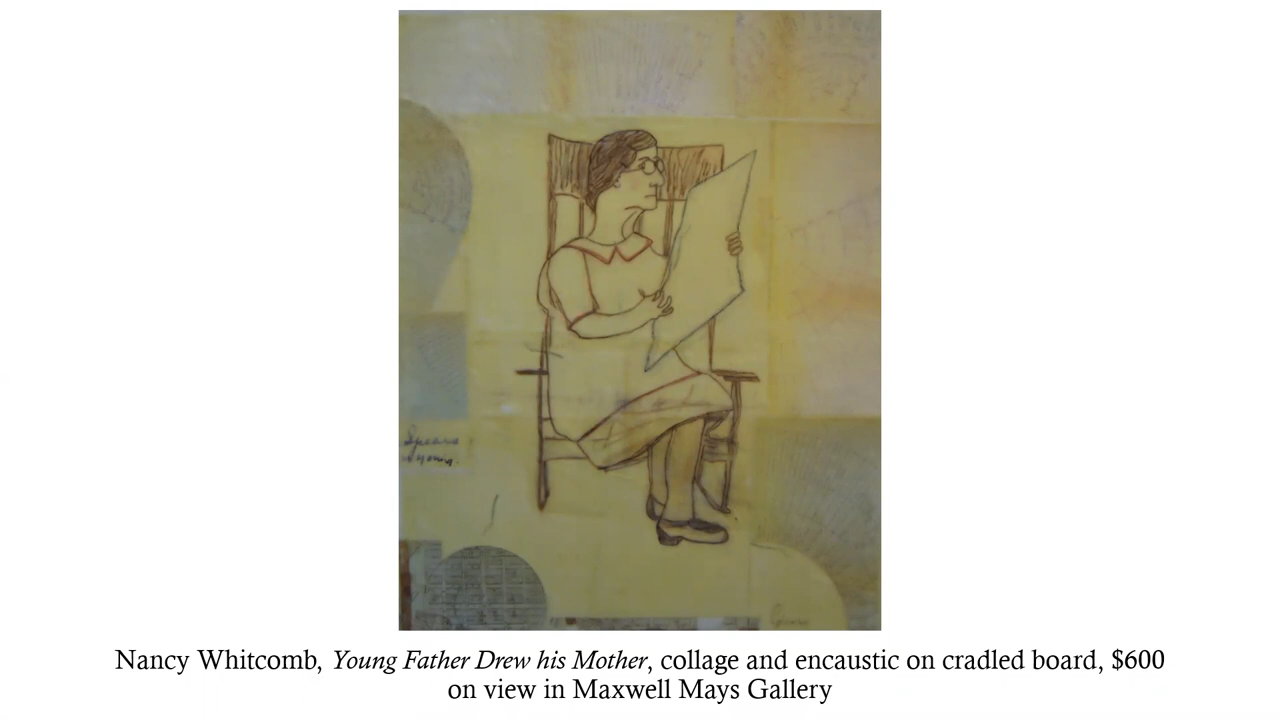 Nancy Whitcomb, Young Father Drew his Mother, collage and encaustic on cradled board, $600
on view in Maxwell Mays Gallery